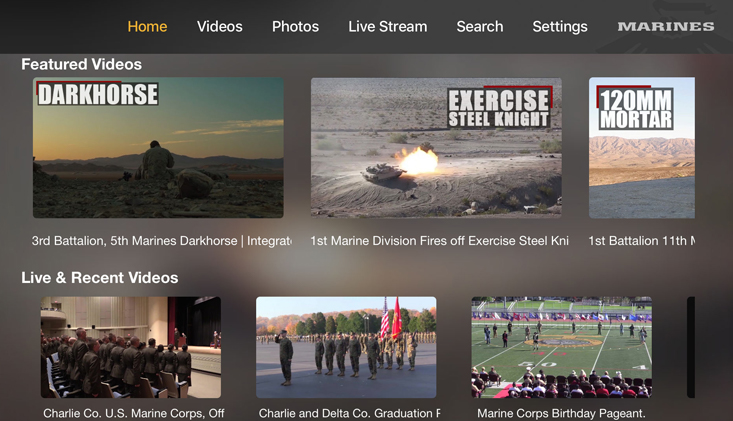 Home Videos Photos Live Stream Search Settings MARINES
Featured Videos
DARKHORSE
EXERCISE
STEEL KNIGHT
120MM
MORTAR
3rd Battalion, 5th Marines Darkhorse | Integrat
1st Marine Division Fires off Exercise Steel Kni
1st Battalion 11th
Live & Recent Videos
Charlie Co. U.S. Marine Corps, Off
Charlie and Delta Co. Graduation
Marine Corps Birthday Pageant.